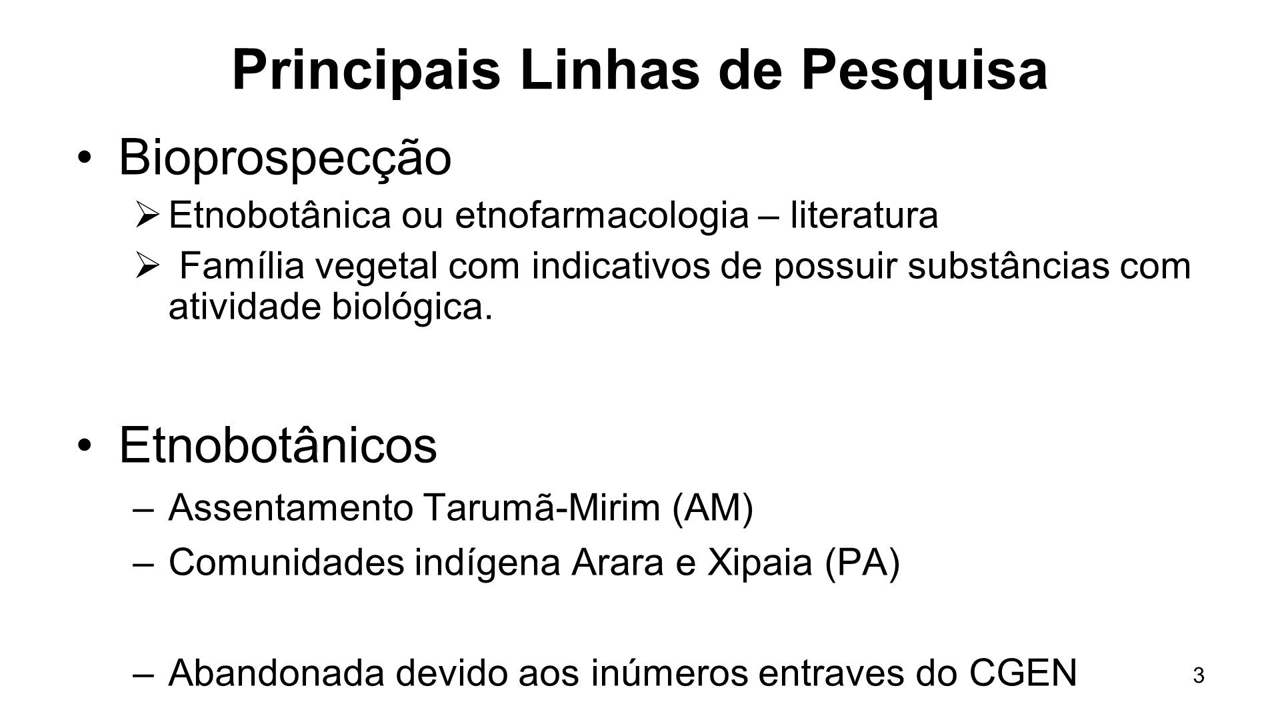 Principais Linhas de Pesquisa
• Bioprospecção
➢ Etnobotânica ou etnofarmacologia – literatura
➢ Família vegetal com indicativos de possuir substâncias com
atividade biológica.
• Etnobotânicos
– Assentamento Tarumã-Mirim (AM)
– Comunidades indígena Arara e Xipaia (PA)
– Abandonada devido aos inúmeros entraves do CGEN
3